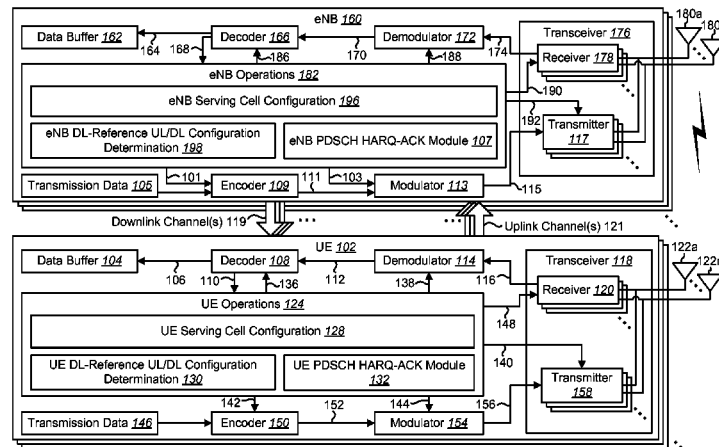 eNB 160
Data Buffer 162
164
168
Decoder 166
186
170
Demodulator 172
188
174
Transceiver 176
Receiver 178
180a
eNB Operations 182
190
eNB Serving Cell Configuration 196
192
eNB DL-Reference UL/DL Configuration
Determination 198
eNB PDSCH HARQ-ACK Module 107
Transmitter
117
101
103
Transmission Data 105
Encoder 109
111
Modulator 113
115
Downlink Channel(s) 119
Uplink Channel(s) 121
UE 102
Data Buffer 104
106
110
Decoder 108
136
112
Demodulator 114
138
116
Transceiver 118
Receiver 120
122a
UE Operations 124
148
UE Serving Cell Configuration 128
140
UE DL-Reference UL/DL Configuration
Determination 130
UE PDSCH HARQ-ACK Module
132
Transmitter
158
142
144
156
Transmission Data 146
Encoder 150
152
Modulator 154